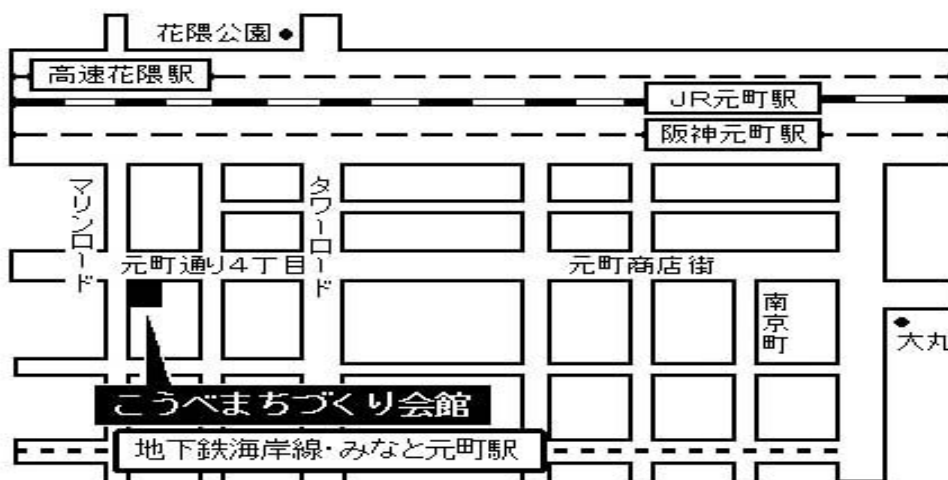 花隈公園
高速花隈駅
JR元町駅
阪神元町駅
マリンロード
タワーロード
元町通り4丁目
元町商店街
南京町
大丸
こうべまちづくり会館
地下鉄海岸線・みなと元町駅